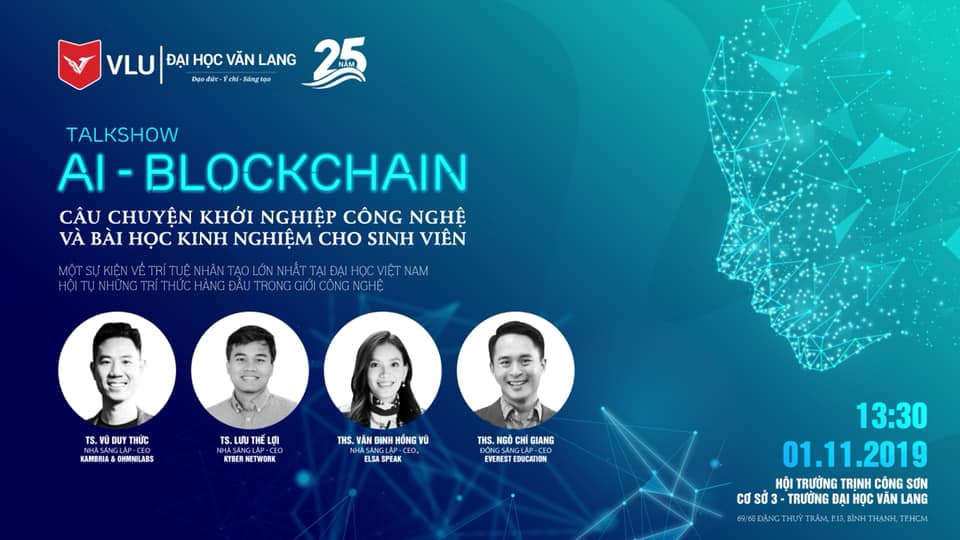 VLU ĐẠI HỌC VĂN LANG
Đạo đức - Ý chí - Sáng tạo
25 NĂM
TALKSHOW
AI - BLOCKCHAIN
CÂU CHUYỆN KHỞI NGHIỆP CÔNG NGHỆ
VÀ BÀI HỌC KINH NGHIỆM CHO SINH VIÊN
MỘT SỰ KIỆN VỀ TRÍ TUỆ NHÂN TẠO LỚN NHẤT TẠI ĐẠI HỌC VIỆT NAM
HỘI TỤ NHỮNG TRÍ THỨC HÀNG ĐẦU TRONG GIỚI CÔNG NGHỆ
TS. VŨ DUY THỨC
NHÀ SÁNG LẬP - CEO
KAMBRIA & OHMNILABS
TS. LƯU THẾ LỢI
NHÀ SÁNG LẬP - CEO
KYBER NETWORK
THS. VĂN ĐINH HỒNG VŨ
NHÀ SÁNG LẬP - CEO,
ELSA SPEAK
THS. NGÔ CHÍ GIANG
ĐỒNG SÁNG LẬP - CEO
EVEREST EDUCATION
13:30
01.11.2019
HỘI TRƯỜNG TRỊNH CÔNG SƠN
CƠ SỞ 3 - TRƯỜNG ĐẠI HỌC VĂN LANG
69/68 ĐẶNG THUỲ TRÂM, P.13, BÌNH THẠNH, TP.HCM